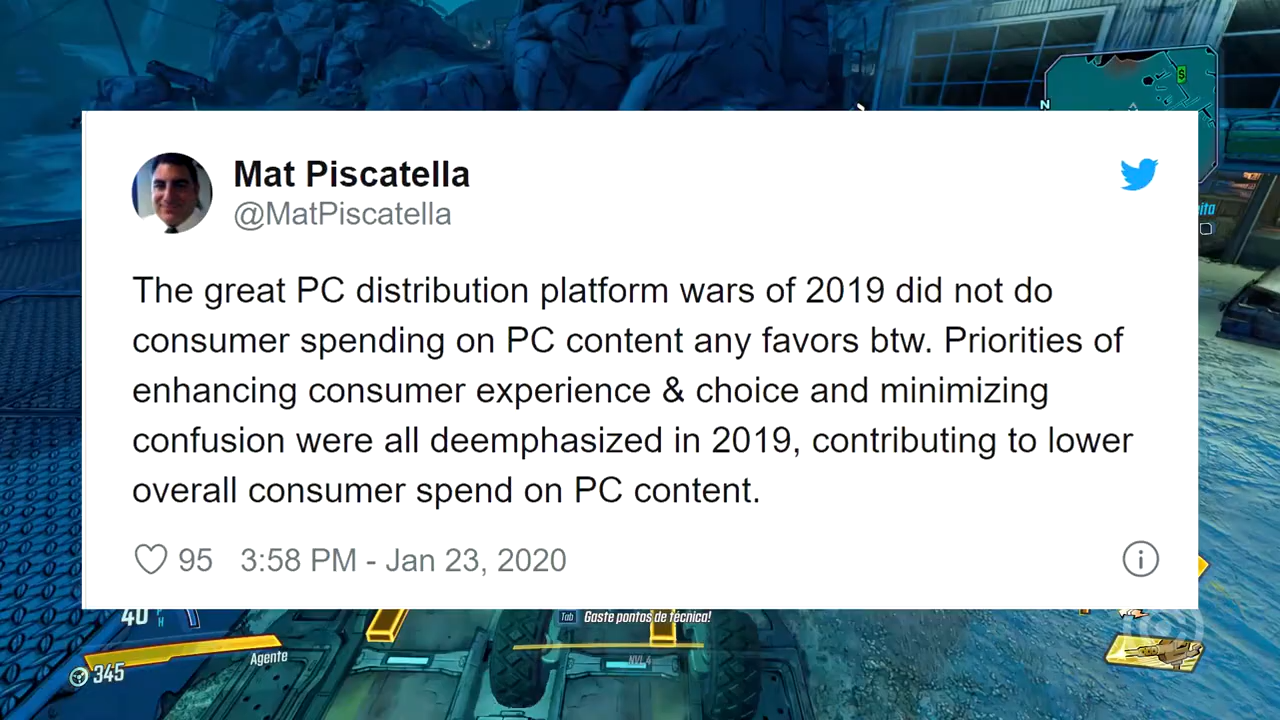 N
$
Mat Piscatella
@MatPiscatella
The great PC distribution platform wars of 2019 did not do
consumer spending on PC content any favors btw. Priorities of
enhancing consumer experience & choice and minimizing
confusion were all deemphasized in 2019, contributing to lower
overall consumer spend on PC content.
95 3:58 PM - Jan 23, 2020
40
Tab Gaste pontos de técnica!
Agente
NVL 4
345